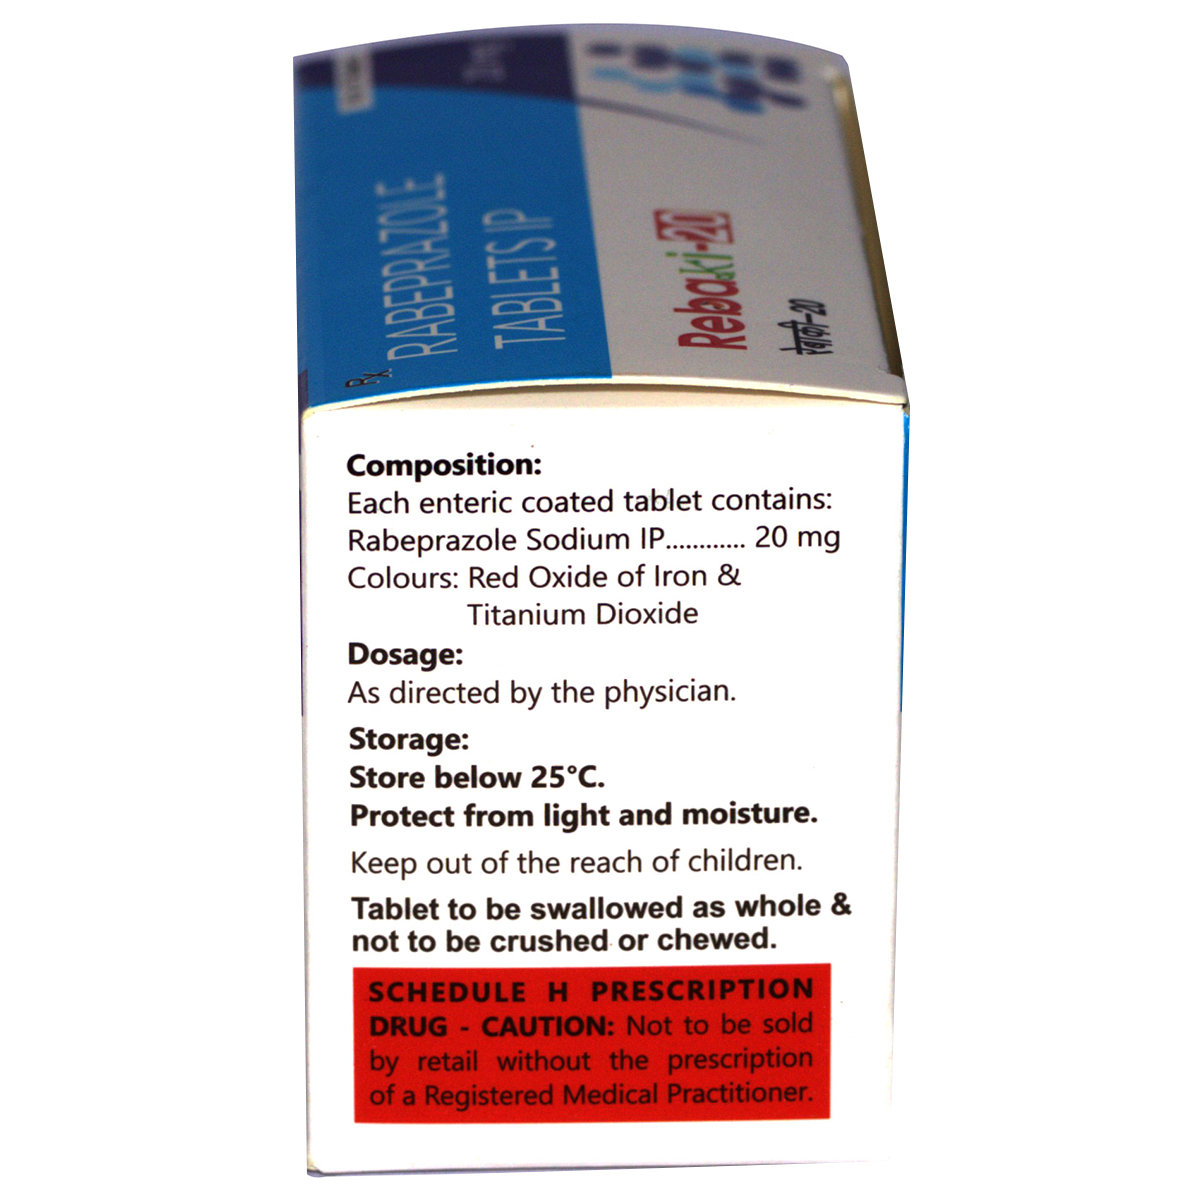 Rx
RABEPRAZOLE
TABLETS IP
Rebaki-20
रेबाकी-20
Composition:
Each enteric coated tablet contains:
Rabeprazole Sodium IP............ 20 mg
Colours: Red Oxide of Iron &
Titanium Dioxide
Dosage:
As directed by the physician.
Storage:
Store below 25°C.
Protect from light and moisture.
Keep out of the reach of children.
Tablet to be swallowed as whole &
not to be crushed or chewed.
SCHEDULE H PRESCRIPTION
DRUG - CAUTION: Not to be sold
by retail without the prescription
of a Registered Medical Practitioner.